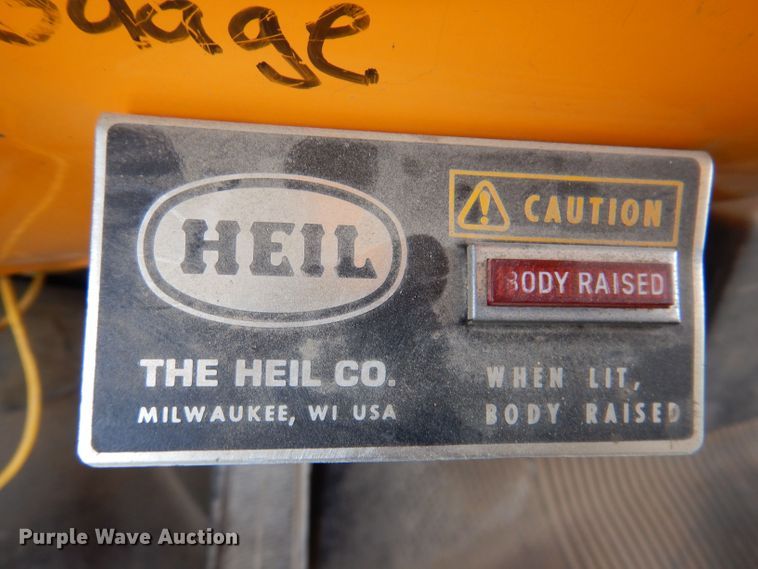 HEIL
THE HEIL CO.
MILWAUKEE, WI USA
CAUTION
BODY RAISED
WHEN LIT,
BODY RAISED
Purple Wave Auction